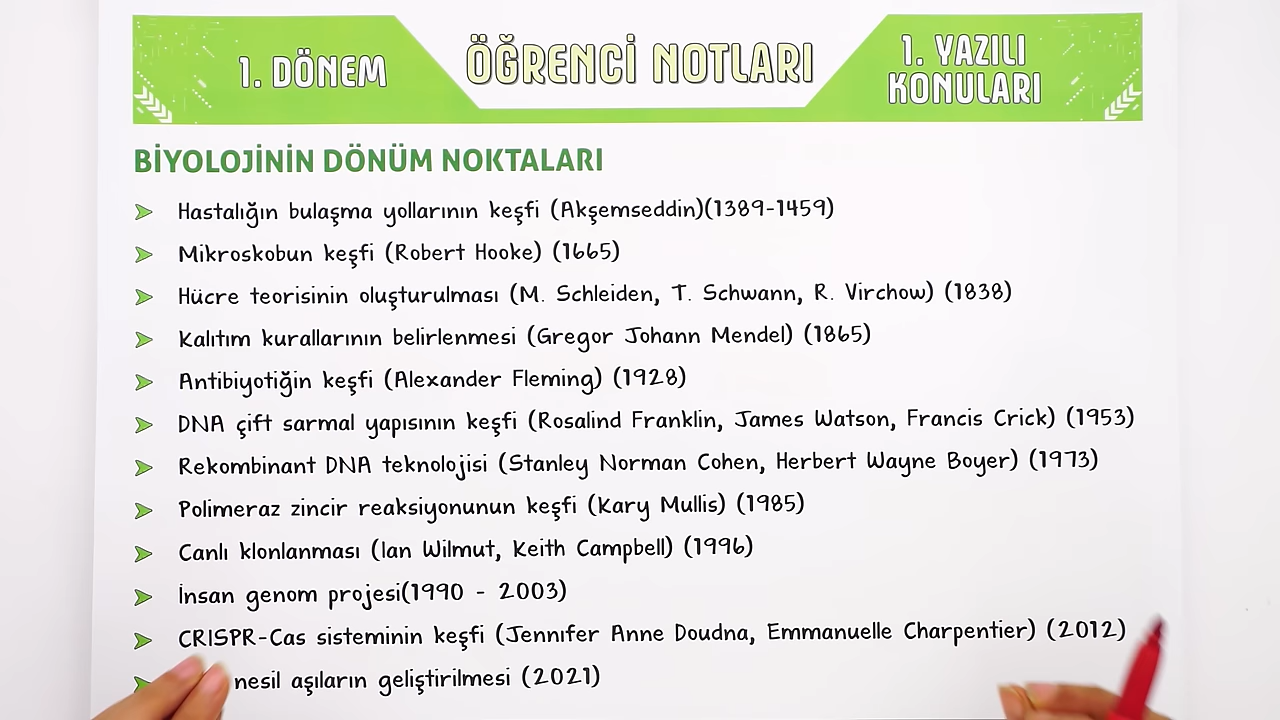 1. DÖNEM
ÖĞRENCİ NOTLARI
1. YAZILI
KONULARI
BİYOLOJİNİN DÖNÜM NOKTALARI
Hastalığın bulaşma yollarının keşfi (Akşemseddin)(1389-1459)
Mikroskobun keşfi (Robert Hooke) (1665)
Hücre teorisinin oluşturulması (M. Schleiden, T. Schwann, R. Virchow) (1838)
Kalıtım kurallarının belirlenmesi (Gregor Johann Mendel) (1865)
Antibiyotiğin keşfi (Alexander Fleming) (1928)
DNA çift sarmal yapısının keşfi (Rosalind Franklin, James Watson, Francis Crick) (1953)
Rekombinant DNA teknolojisi (Stanley Norman Cohen, Herbert Wayne Boyer) (1973)
Polimeraz zincir reaksiyonunun keşfi (Kary Mullis) (1985)
Canlı klonlanması (Ian Wilmut, Keith Campbell) (1996)
İnsan genom projesi(1990 - 2003)
CRISPR-Cas sisteminin keşfi (Jennıfer Anne Doudna, Emmanuelle Charpentier) (2012)
nesil aşıların geliştirilmesi (2021)